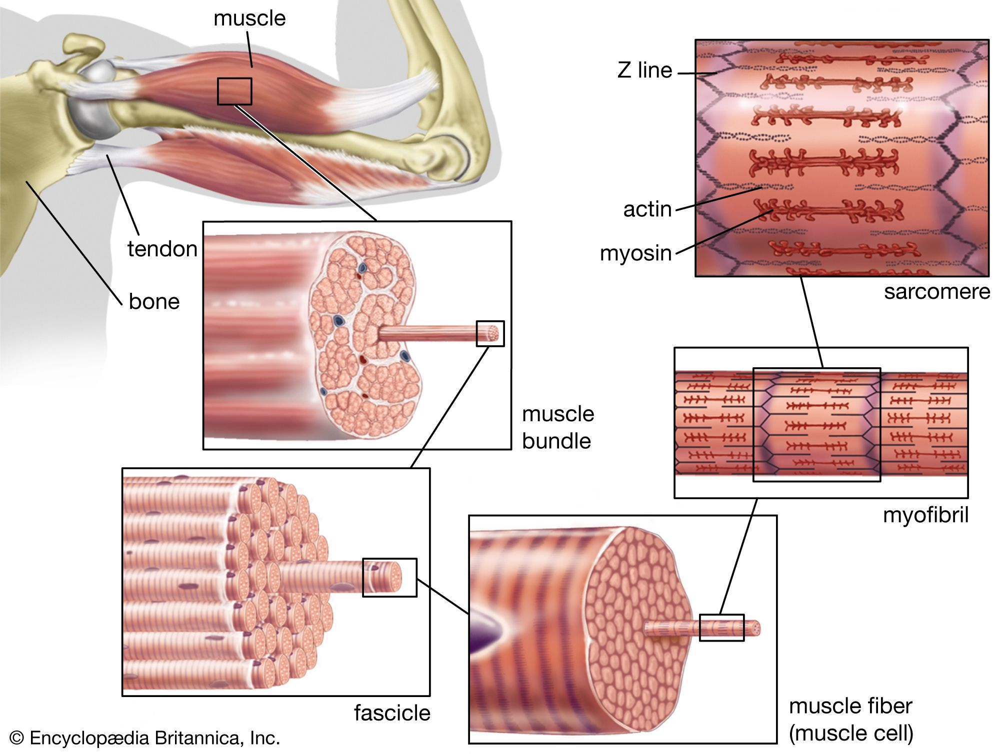 muscle
Z line
actin
myosin
tendon
sarcomere
bone
muscle
bundle
myofibril
fascicle
muscle fiber
(muscle cell)
© Encyclopædia Britannica, Inc.